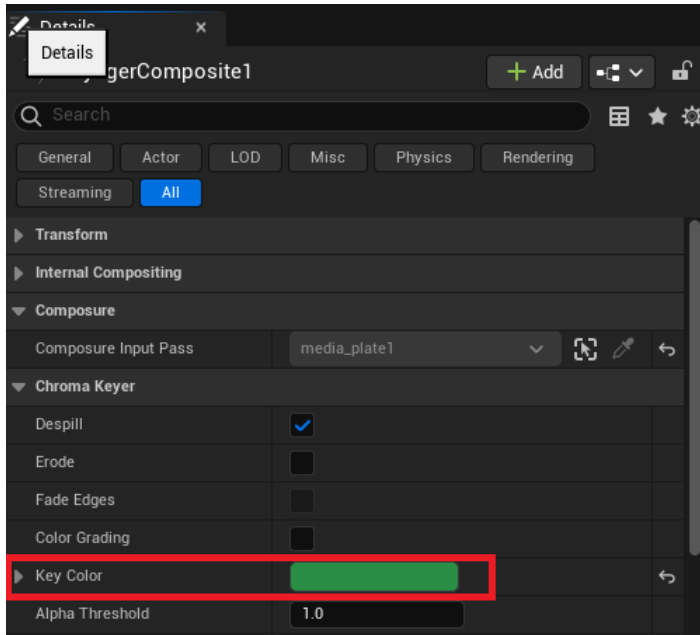 Details
Details
gerComposite1
Add
Search
General Actor LOD Misc Physics Rendering
Streaming All
Transform
Internal Compositing
Composure
Composure Input Pass media_plate1
Chroma Keyer
Despill
Erode
Fade Edges
Color Grading
Key Color
Alpha Threshold 1.0